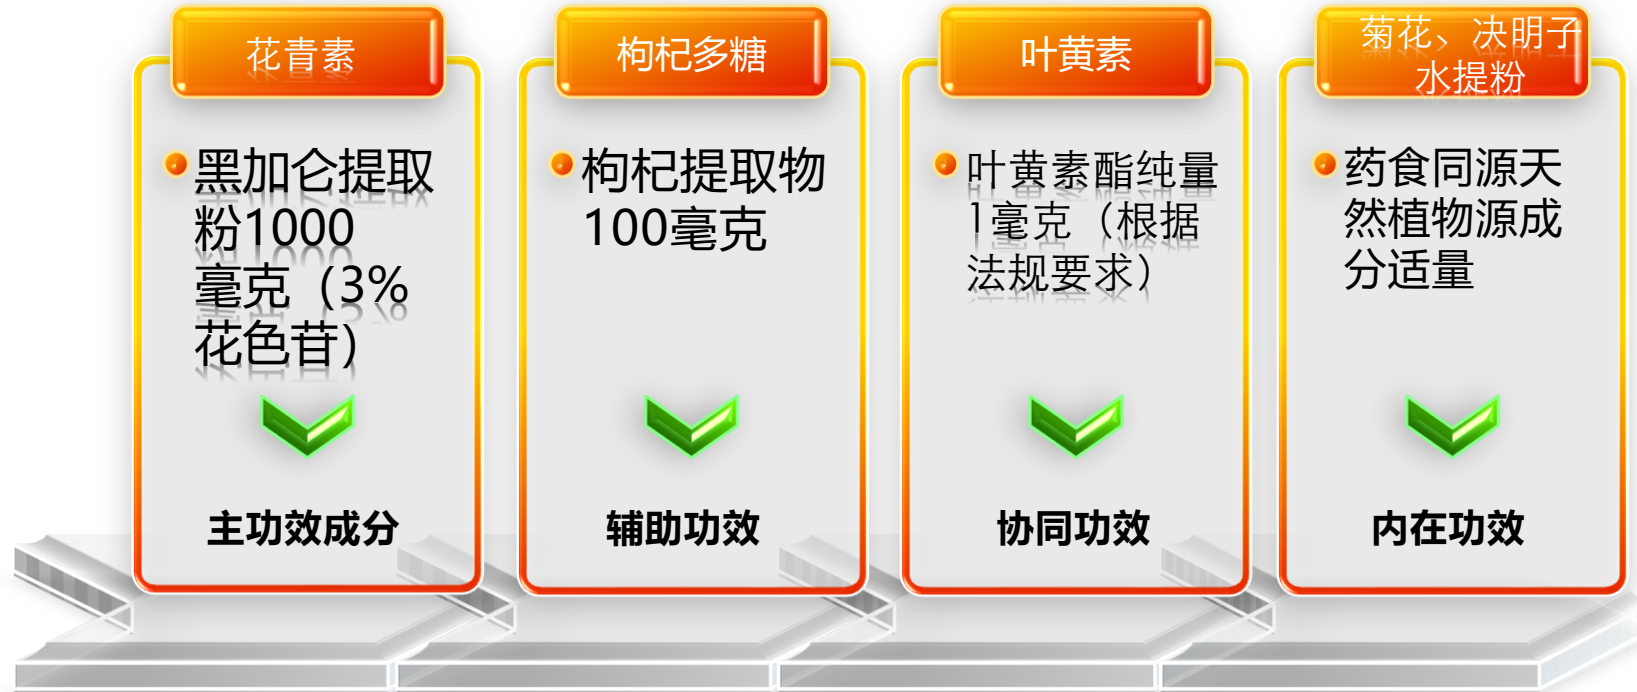 花青素
黑加仑提取
粉1000
毫克（3%
花色苷）
主功效成分
枸杞多糖
枸杞提取物
100毫克
辅助功效
叶黄素
叶黄素酯纯量
1毫克（根据
法规要求）
协同功效
菊花、决明子
水提粉
药食同源天
然植物源成
分适量
内在功效